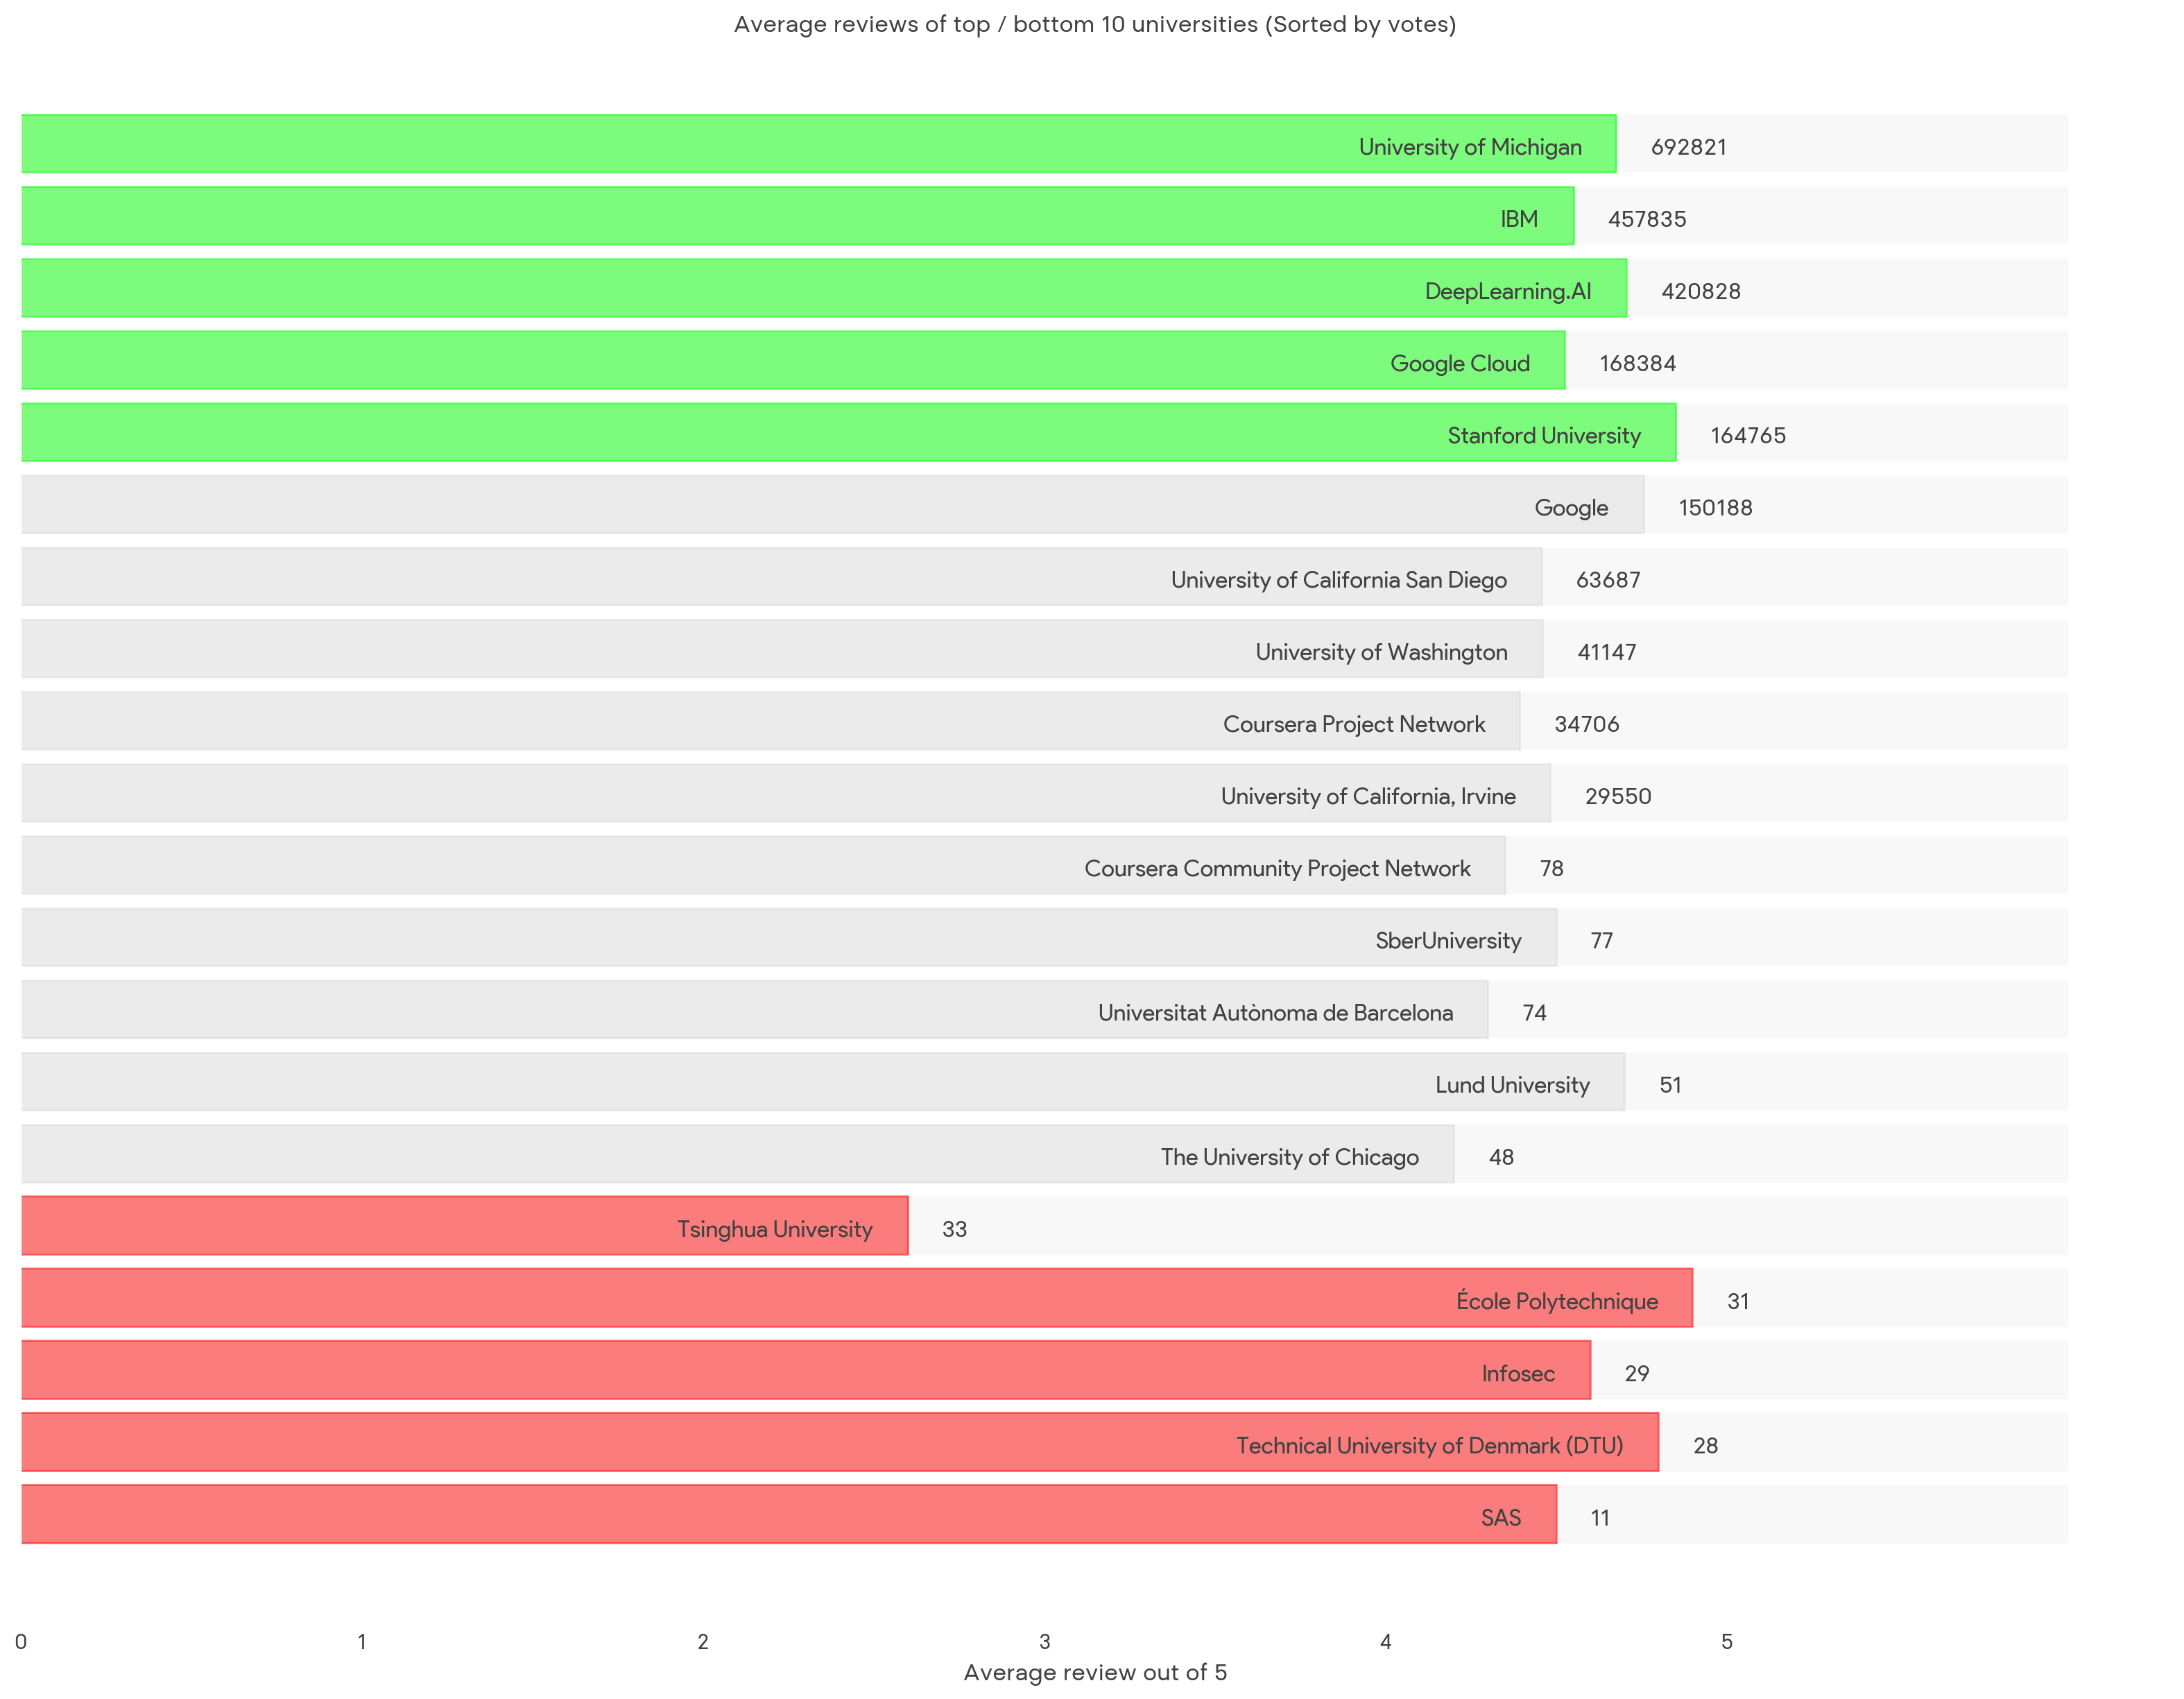 Average reviews of top / bottom 10 universities (Sorted by votes)
University of Michigan 692821
IBM 457835
DeepLearning.AI 420828
Google Cloud 168384
Stanford University 164765
Google 150188
University of California San Diego 63687
University of Washington 41147
Coursera Project Network 34706
University of California, Irvine 29550
Coursera Community Project Network 78
SberUniversity 77
Universitat Autònoma de Barcelona 74
Lund University 51
The University of Chicago 48
Tsinghua University 33
École Polytechnique 31
Infosec 29
Technical University of Denmark (DTU) 28
SAS 11
0 1 2 3 4 5
Average review out of 5